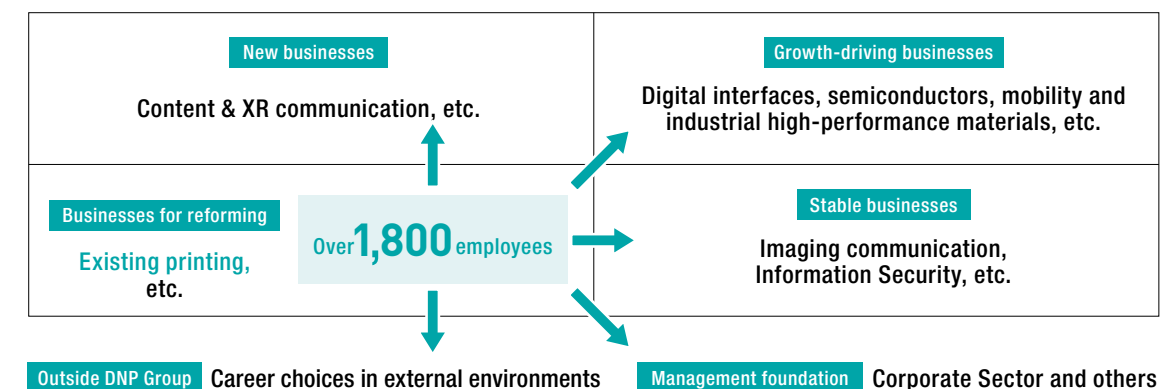 New businesses
Content & XR communication, etc.
Growth-driving businesses
Digital interfaces, semiconductors, mobility and
industrial high-performance materials, etc.
Businesses for reforming
Existing printing,
etc.
Over 1,800 employees
Stable businesses
Imaging communication,
Information Security, etc.
Outside DNP Group Career choices in external environments
Management foundation Corporate Sector and others